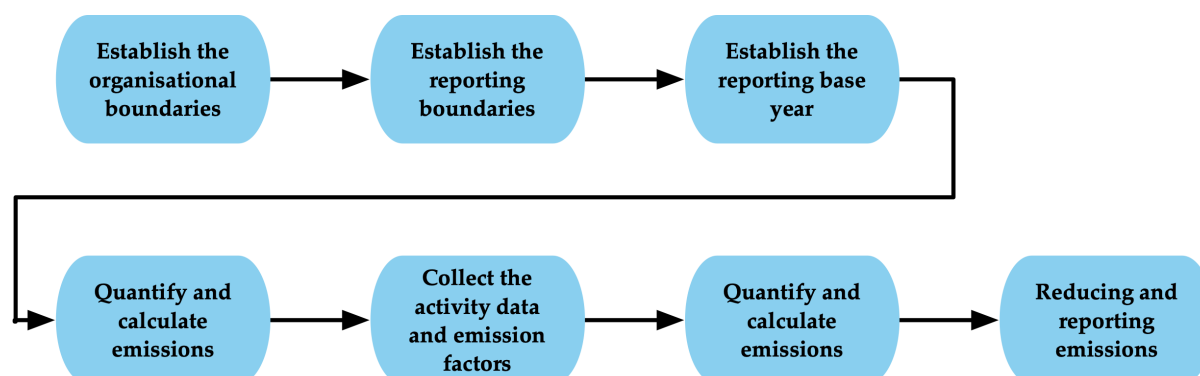 Establish the
organisational
boundaries
Establish the
reporting
boundaries
Establish the
reporting base
year
Quantify and
calculate
emissions
Collect the
activity data
and emission
factors
Quantify and
calculate
emissions
Reducing and
reporting
emissions